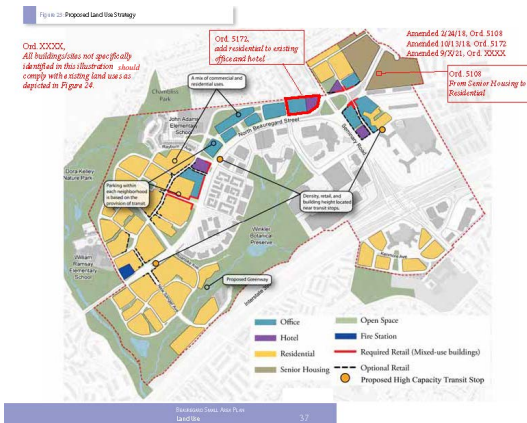 Figure 23: Proposed Land Use Strategy
Ord. XXXX,
All buildings/sites not specifically
identified in this illustration should
comply with existing land uses as
depicted in Figure 24.
Ord. 5172,
add residential to existing
office and hotel
Amended 2/24/18, Ord. 5108
Amended 10/13/18, Ord. 5172
Amended 9/X/21, Ord. XXXX
Ord. 5108
From Senior Housing to
Residential
A mix of commercial and
residential uses.
Chambliss
Park
John Adams
Elementary
School
North Beauregard Street
Seminary Road
Rayburn Ave
Dora Kelley
Nature Park
Parking within
each neighborhood
is based on the
provision of transit.
Density, retail, and
building height located
near transit stops.
William
Ramsay
Elementary
School
Winkler
Botanical
Preserve
Proposed Greenway
Interstate
Kenmore Ave
Office
Hotel
Residential
Senior Housing
Open Space
Fire Station
Required Retail (Mixed-use buildings)
Optional Retail
Proposed High Capacity Transit Stop
Beauregard Small Area Plan
Land Use
37